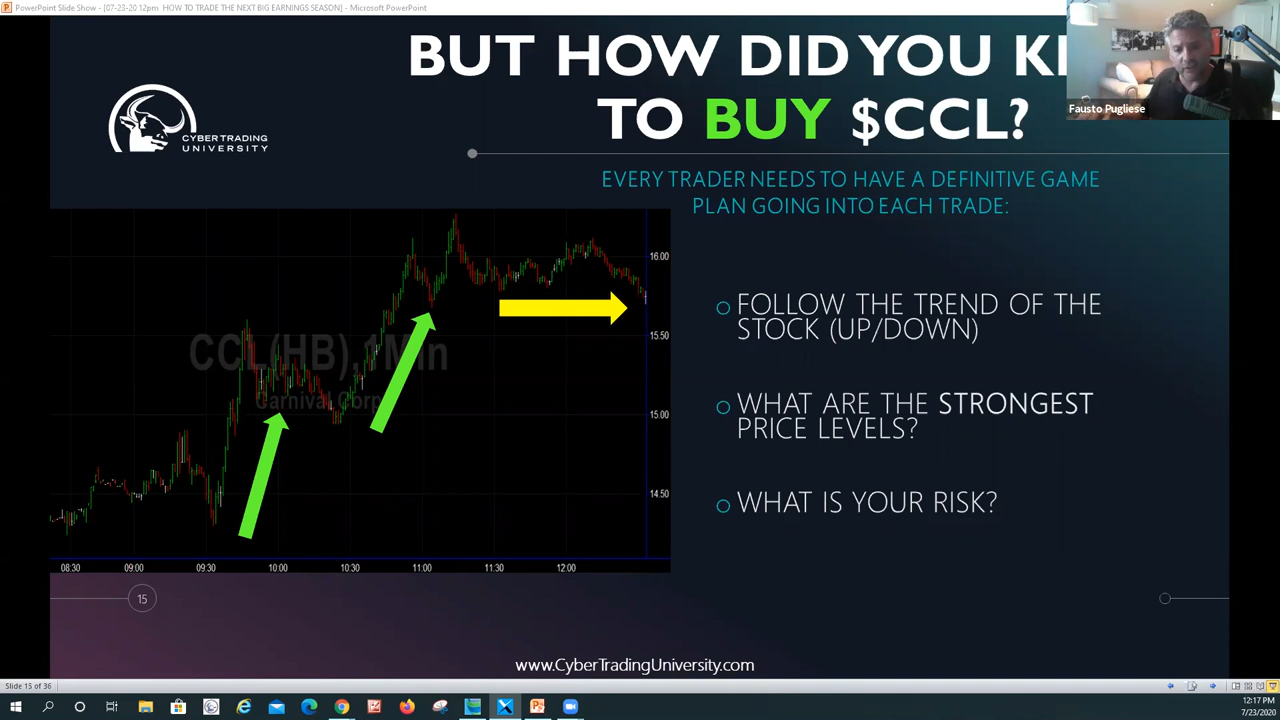 PowerPoint Slide Show - [07-23-20 12pm  HOW TO TRADE THE NEXT BIG EARNINGS SEASON] - Microsoft PowerPoint
BUT HOW DID YOU
TO BUY $CCL?
Fausto Pugliese
CYBERTRADING
UNIVERSITY
EVERY TRADER NEEDS TO HAVE A DEFINITIVE GAME
PLAN GOING INTO EACH TRADE:
16.00
15.50
15.00
14.50
CCL(HB),1Min
Carnival Corp
08:30 09:00 09:30 10:00 10:30 11:00 11:30 12:00
FOLLOW THE TREND OF THE
STOCK (UP/DOWN)
WHAT ARE THE STRONGEST
PRICE LEVELS?
WHAT IS YOUR RISK?
15
www.CyberTradingUniversity.com
Slide 15 of 36
12:17 PM
7/23/2020